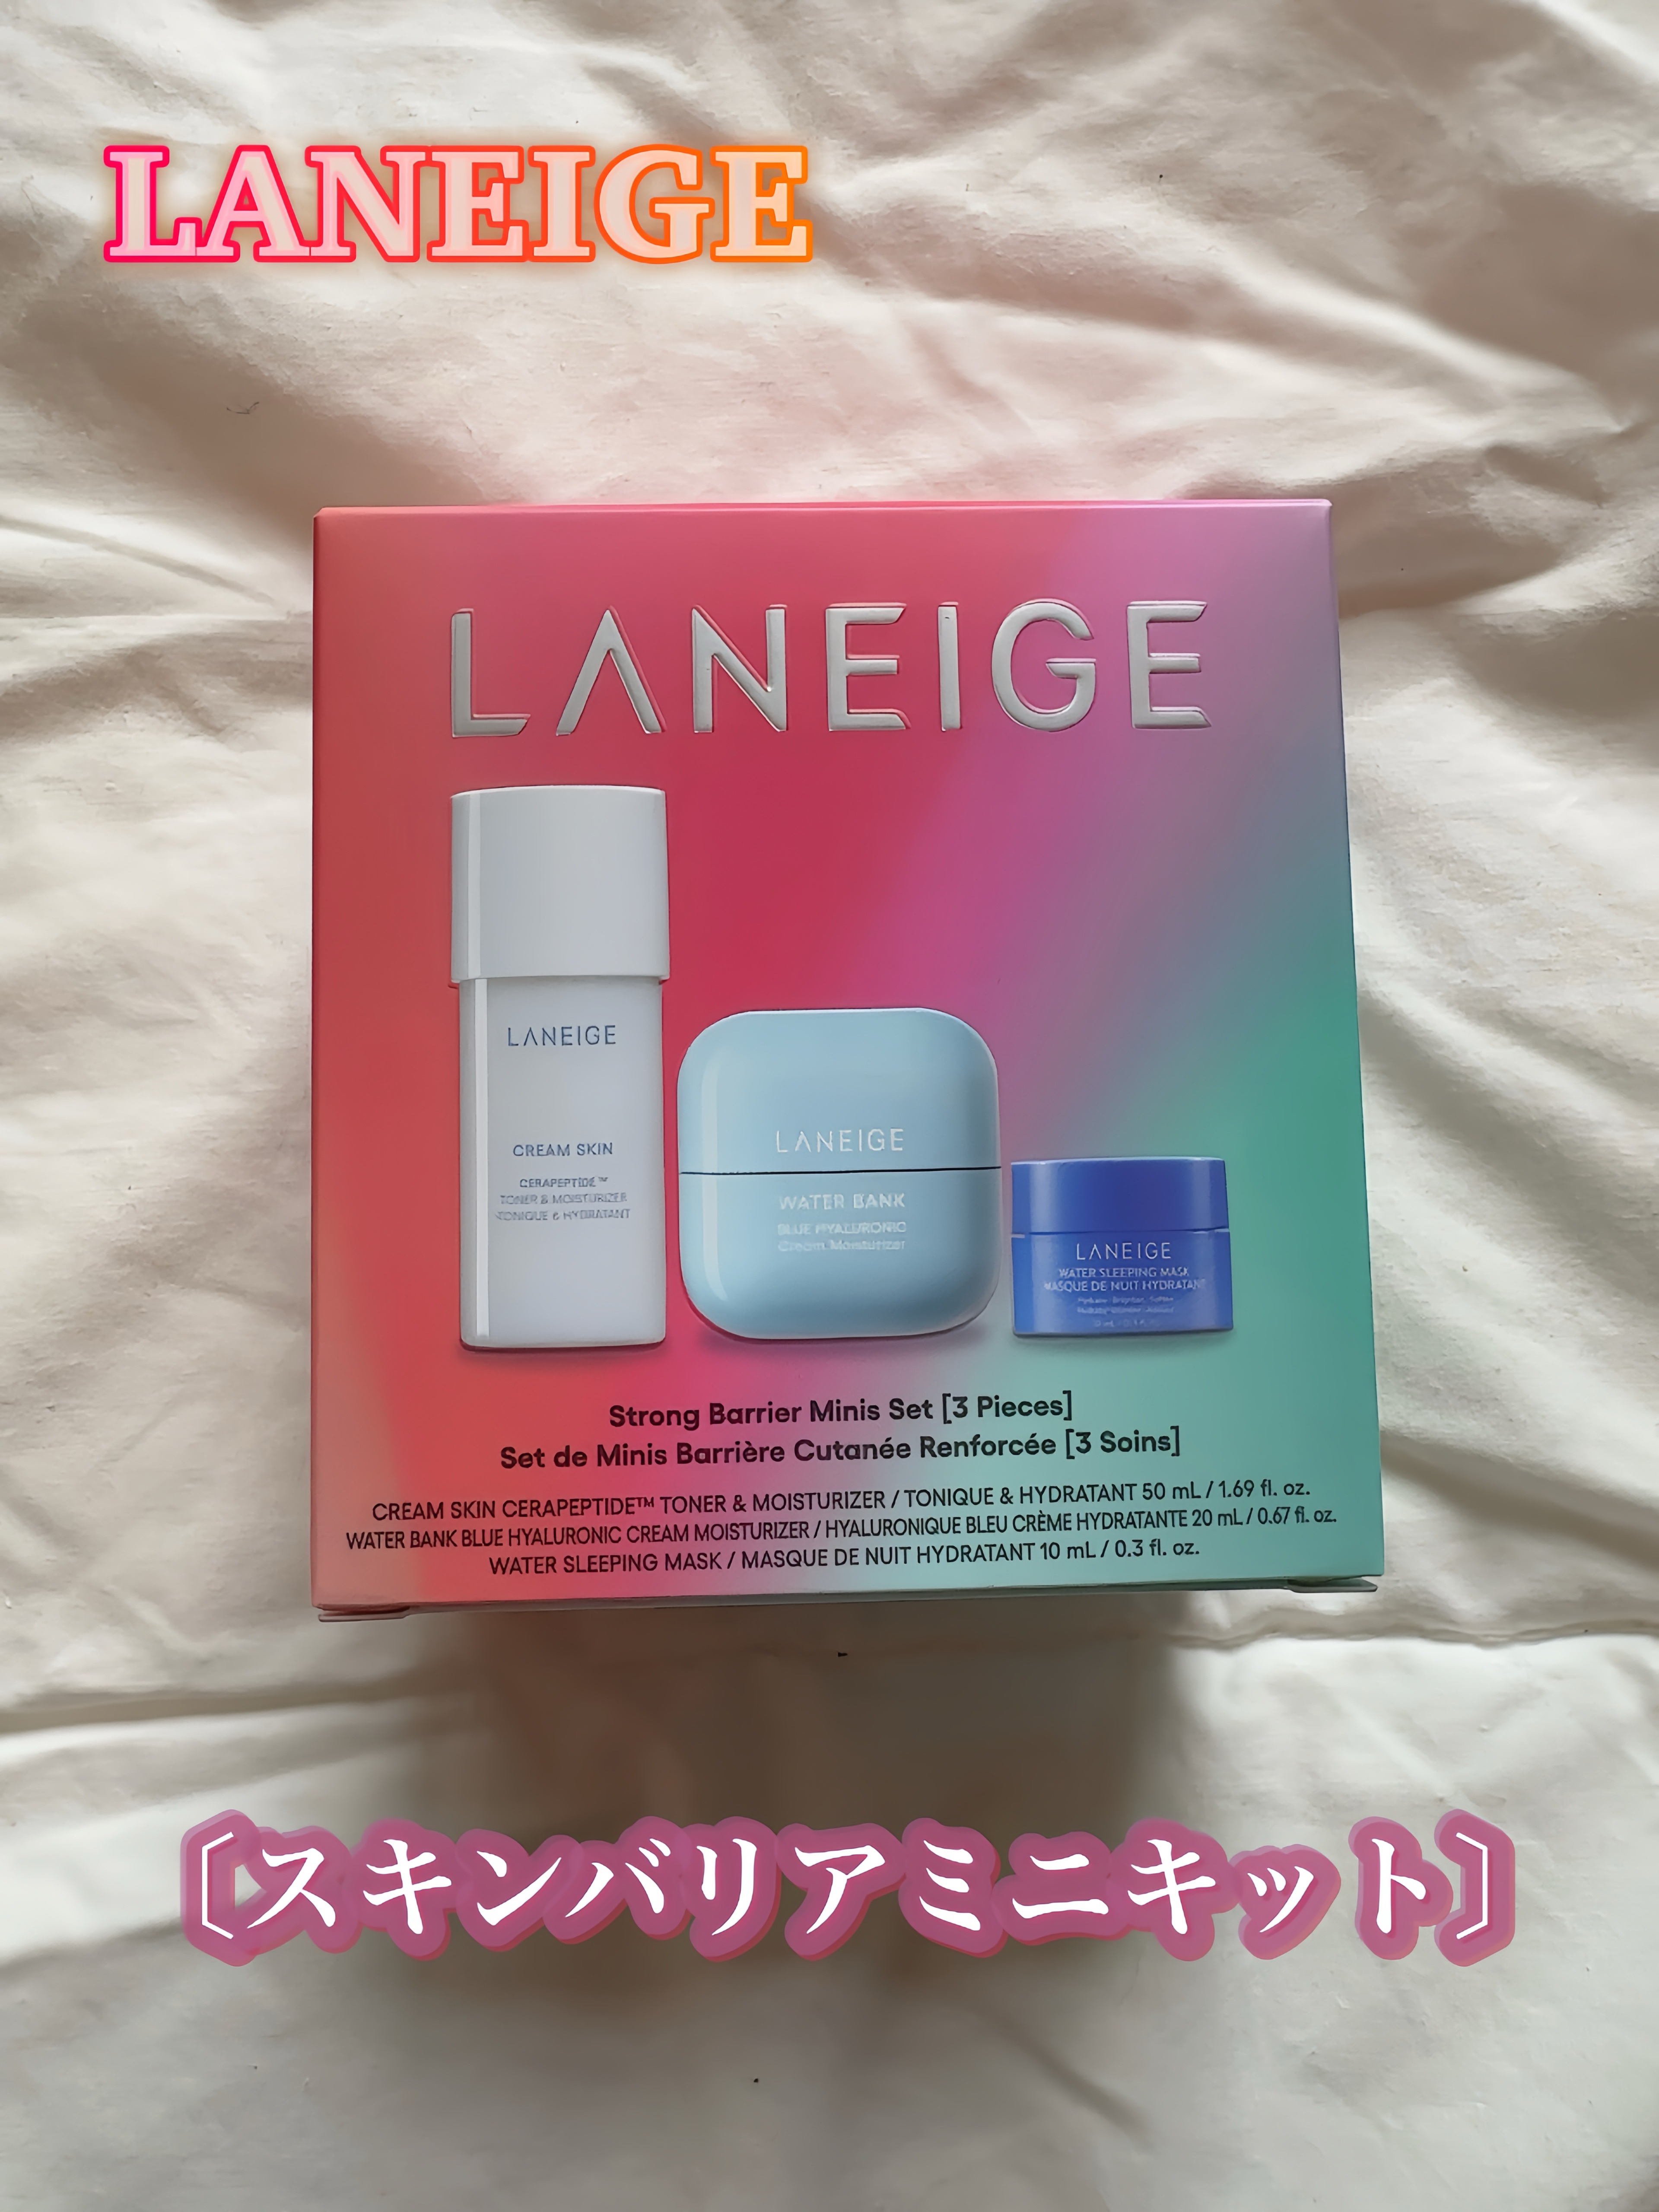 LANEIGE
LANEIGE
LANEIGE
CREAM SKIN
CERAPEPTIDE™
TONER & MOISTURIZER
TONIQUE & HYDRATANT
LANEIGE
WATER BANK
BLUE HYALURONIC
Cream Moisturizer
LANEIGE
WATER SLEEPING MASK
MASQUE DE NUIT HYDRATANT
Strong Barrier Minis Set [3 Pieces]
Set de Minis Barrière Cutanée Renforcée [3 Soins]
CREAM SKIN CERAPEPTIDE™ TONER & MOISTURIZER / TONIQUE & HYDRATANT 50 mL / 1.69 fl. oz.
WATER BANK BLUE HYALURONIC CREAM MOISTURIZER / HYALURONIQUE BLEU CRÈME HYDRATANTE 20 mL / 0.67 fl. oz.
WATER SLEEPING MASK / MASQUE DE NUIT HYDRATANT 10 mL / 0.3 fl. oz.
〔スキンバリアミニキット〕